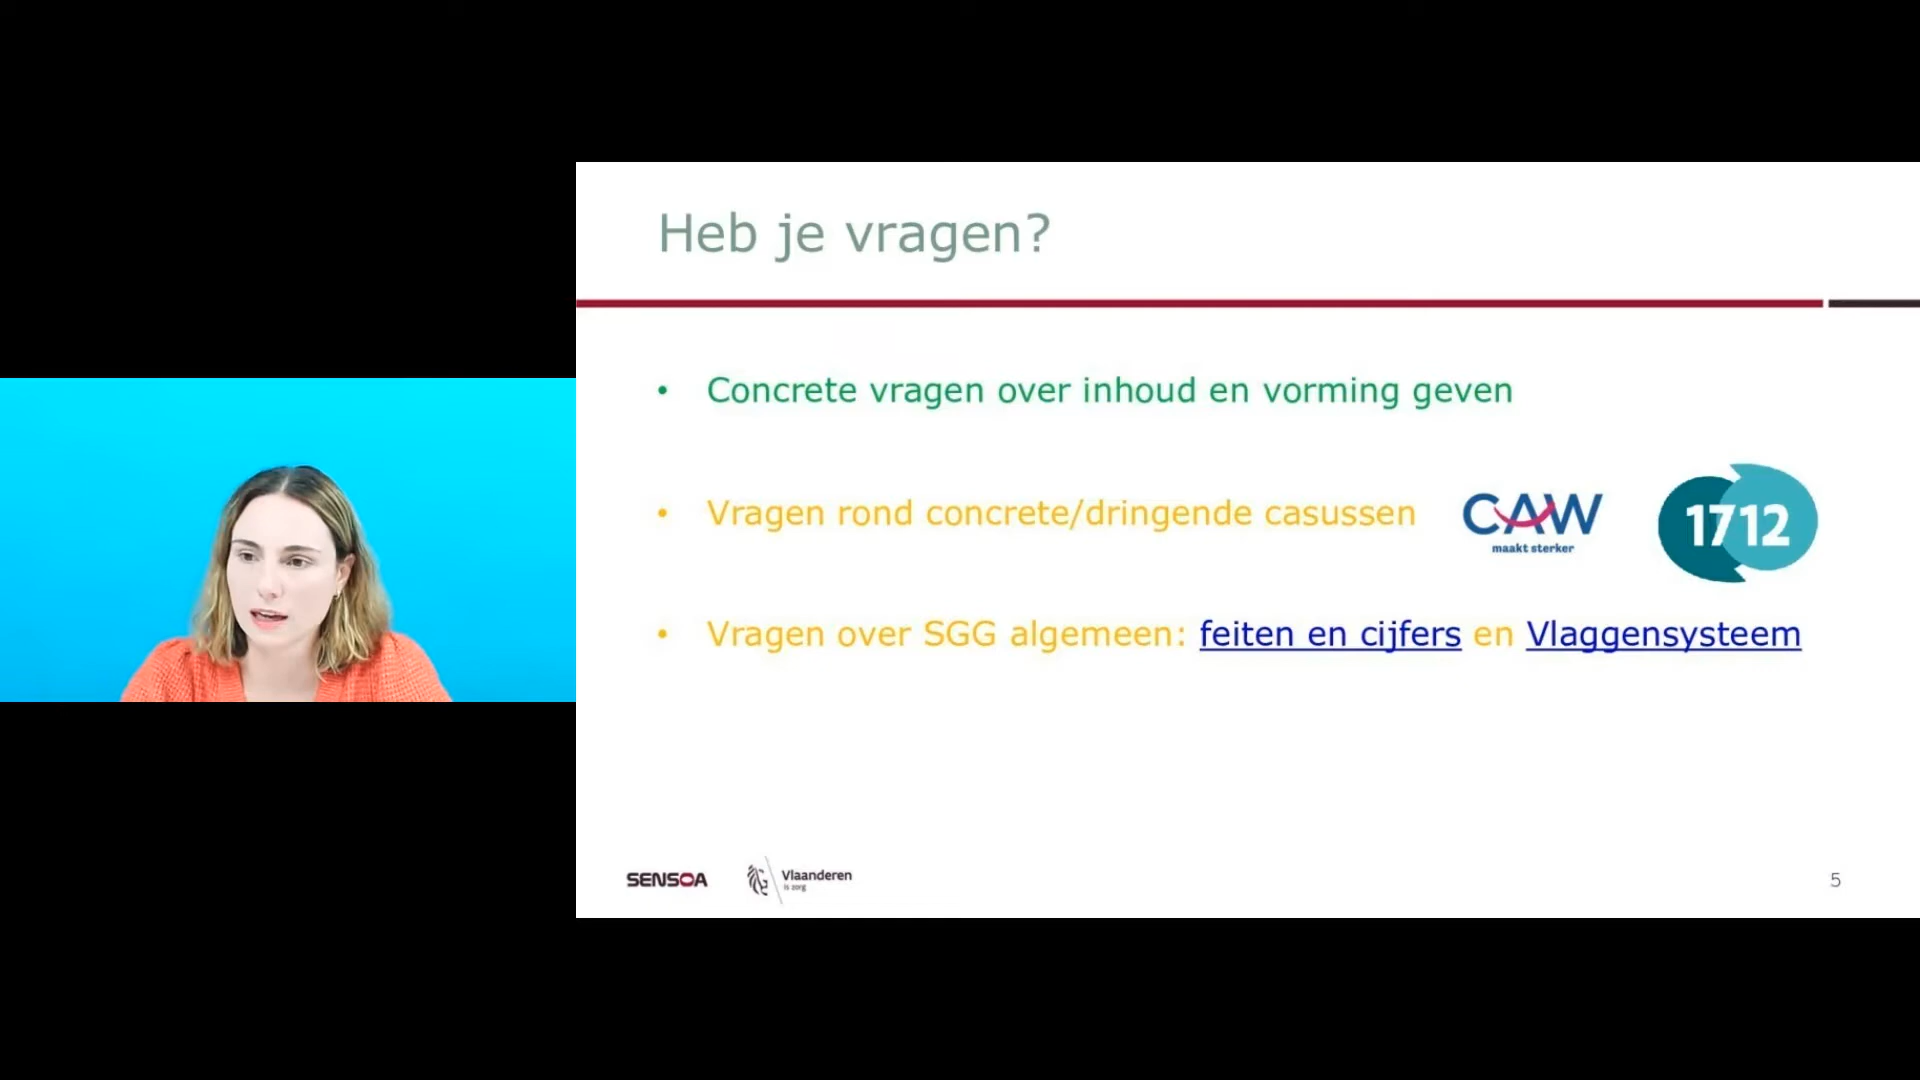 Heb je vragen?
• Concrete vragen over inhoud en vorming geven
• Vragen rond concrete/dringende casussen
CAW
maakt sterker
1712
• Vragen over SGG algemeen: feiten en cijfers en Vlaggensysteem
SENSOA
Vlaanderen
is zorg
5